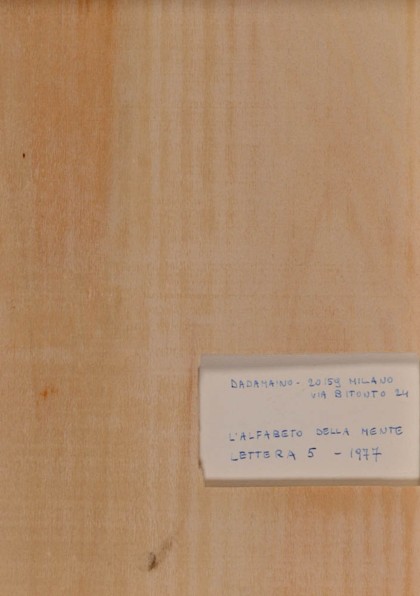 DADAMAINO - 20159 MILANO
VIA BITONTO 24
L'ALFABETO DELLA MENTE
LETTERA 5 - 1977